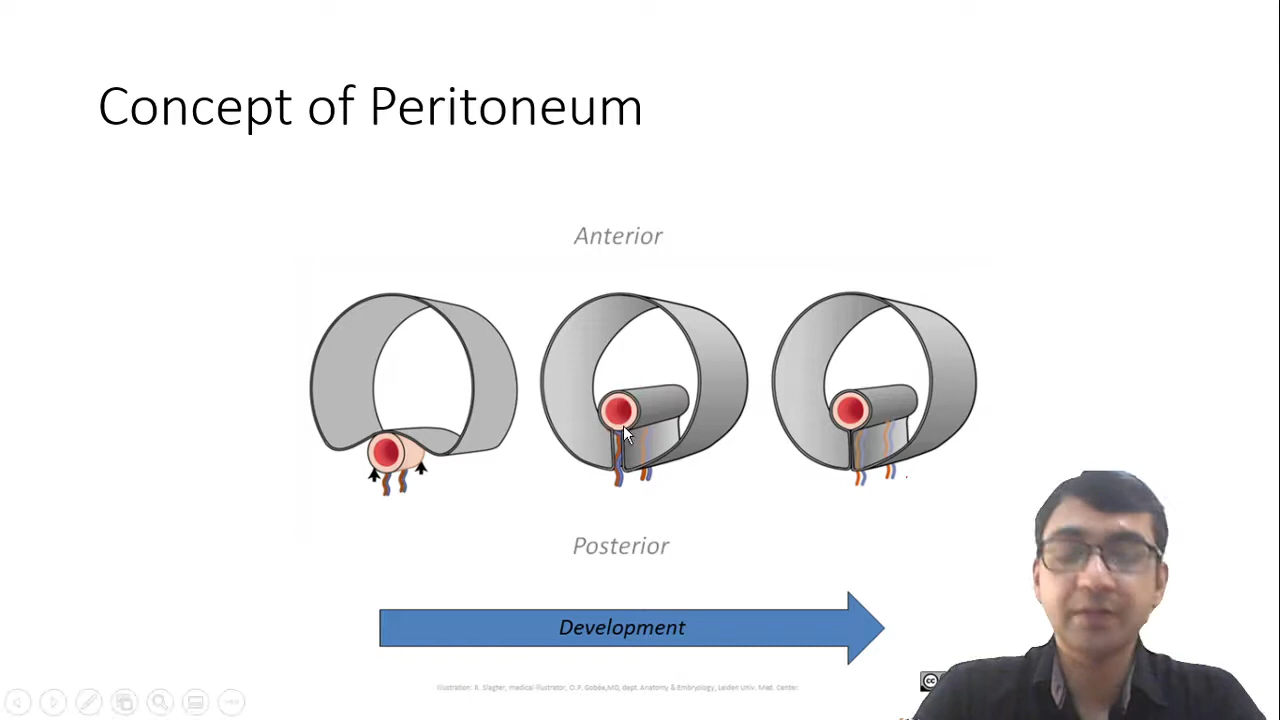 Concept of Peritoneum
Anterior
Posterior
Development
Illustration: R. Slagter, medical-illustrator, O.P. Gobée,MD, dept. Anatomy & Embryology, Leiden Univ. Med. Center.
cc